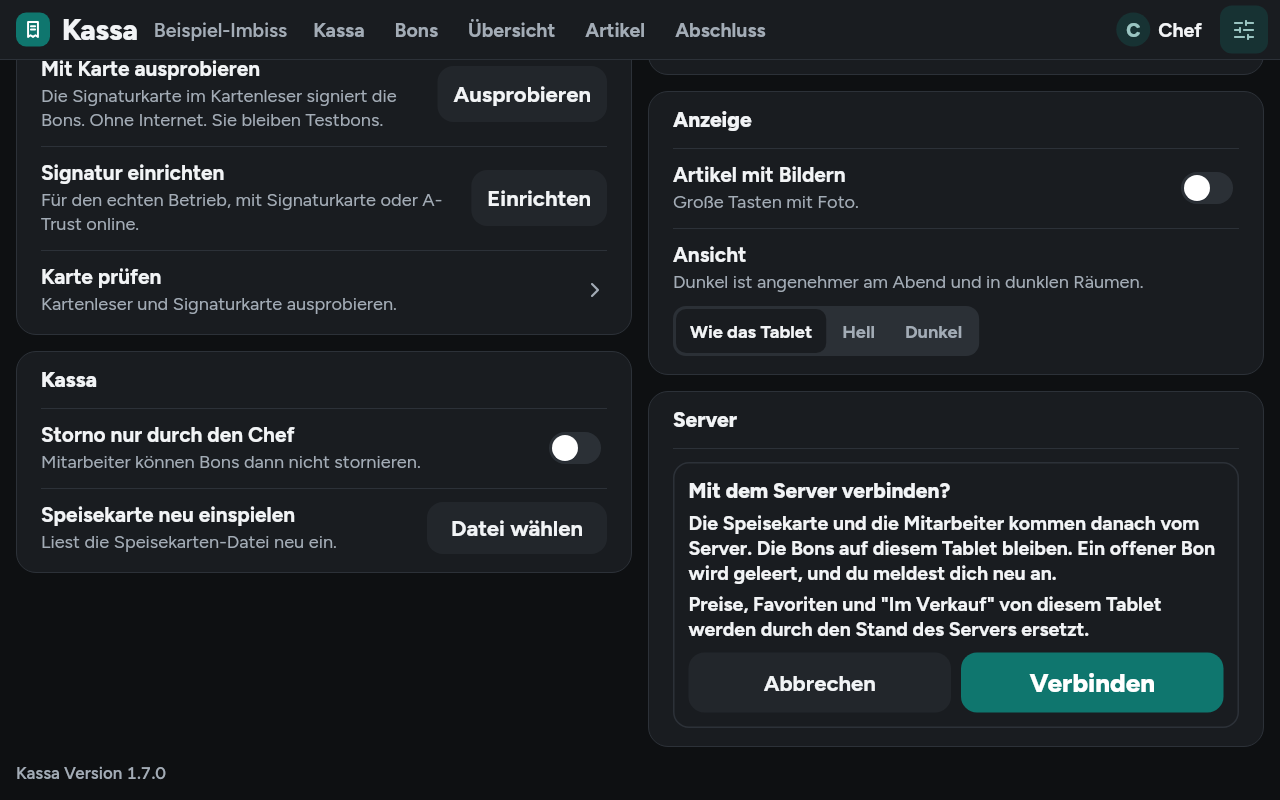 Kassa
Beispiel-Imbiss
Kassa
Bons
Übersicht
Artikel
Abschluss
C
Chef
Mit Karte ausprobieren
Die Signaturkarte im Kartenleser signiert die
Bons. Ohne Internet. Sie bleiben Testbons.
Ausprobieren
Signatur einrichten
Für den echten Betrieb, mit Signaturkarte oder A-
Trust online.
Einrichten
Karte prüfen
Kartenleser und Signaturkarte ausprobieren.
Kassa
Storno nur durch den Chef
Mitarbeiter können Bons dann nicht stornieren.
Speisekarte neu einspielen
Liest die Speisekarten-Datei neu ein.
Datei wählen
Anzeige
Artikel mit Bildern
Große Tasten mit Foto.
Ansicht
Dunkel ist angenehmer am Abend und in dunklen Räumen.
Wie das Tablet
Hell
Dunkel
Server
Mit dem Server verbinden?
Die Speisekarte und die Mitarbeiter kommen danach vom
Server. Die Bons auf diesem Tablet bleiben. Ein offener Bon
wird geleert, und du meldest dich neu an.
Preise, Favoriten und "Im Verkauf" von diesem Tablet
werden durch den Stand des Servers ersetzt.
Abbrechen
Verbinden
Kassa Version 1.7.0